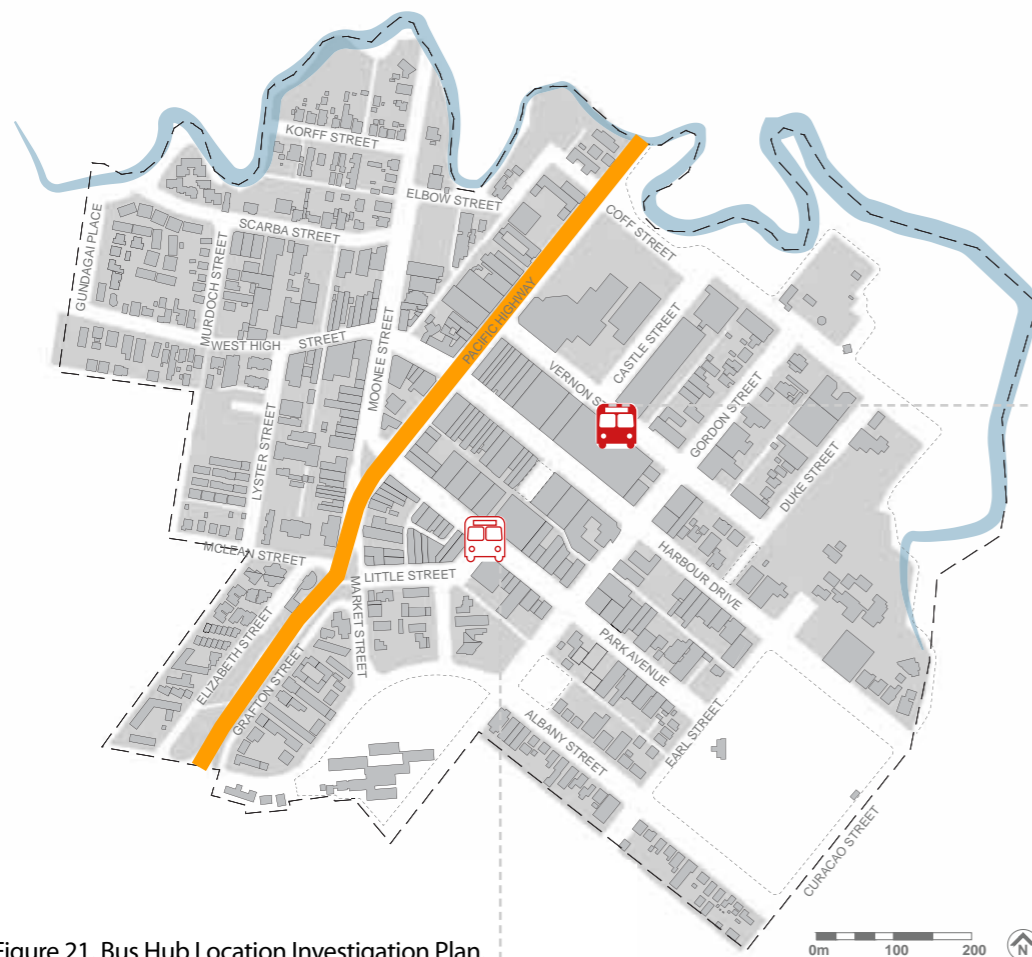 KORFF STREET
ELBOW STREET
SCARBA STREET
GUNDAGAI PLACE
MURDOCH STREET
COFF STREET
WEST HIGH STREET
MOONEE STREET
PACIFIC HIGHWAY
CASTLE STREET
VERNON ST
GORDON STREET
LYSTER STREET
DUKE STREET
MCLEAN STREET
LITTLE STREET
HARBOUR DRIVE
MARKET STREET
ELIZABETH STREET
GRAFTON STREET
PARK AVENUE
ALBANY STREET
EARL STREET
CURACAO STREET
Figure 21 Bus Hub Location Investigation Plan
0m 100 200
N